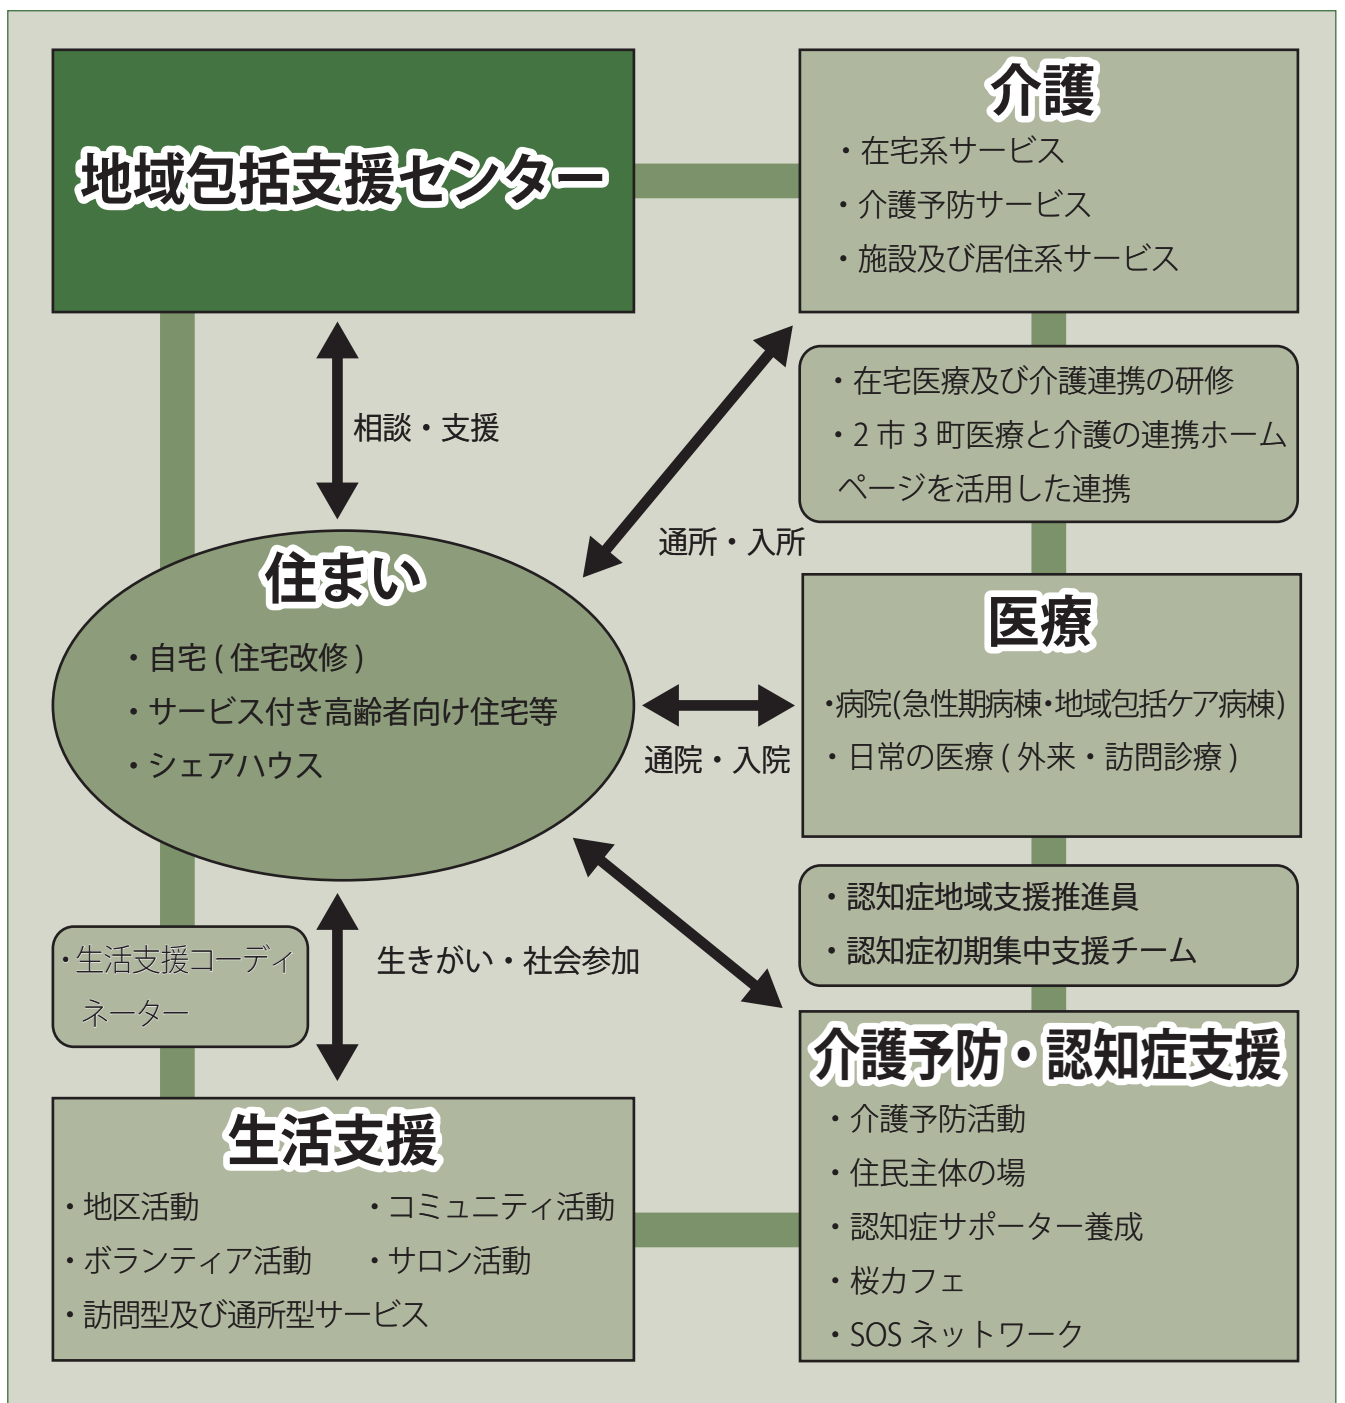 地域包括支援センター
介護
・在宅系サービス
・介護予防サービス
・施設及び居住系サービス
相談・支援
・在宅医療及び介護連携の研修
・2 市 3 町医療と介護の連携ホーム
ページを活用した連携
通所・入所
住まい
・自宅 ( 住宅改修 )
・サービス付き高齢者向け住宅等
・シェアハウス
通院・入院
医療
・病院(急性期病棟・地域包括ケア病棟)
・日常の医療 ( 外来・訪問診療 )
・認知症地域支援推進員
・認知症初期集中支援チーム
・生活支援コーディ
ネーター
生きがい・社会参加
生活支援
・地区活動
・コミュニティ活動
・ボランティア活動
・サロン活動
・訪問型及び通所型サービス
介護予防・認知症支援
・介護予防活動
・住民主体の場
・認知症サポーター養成
・桜カフェ
・SOS ネットワーク